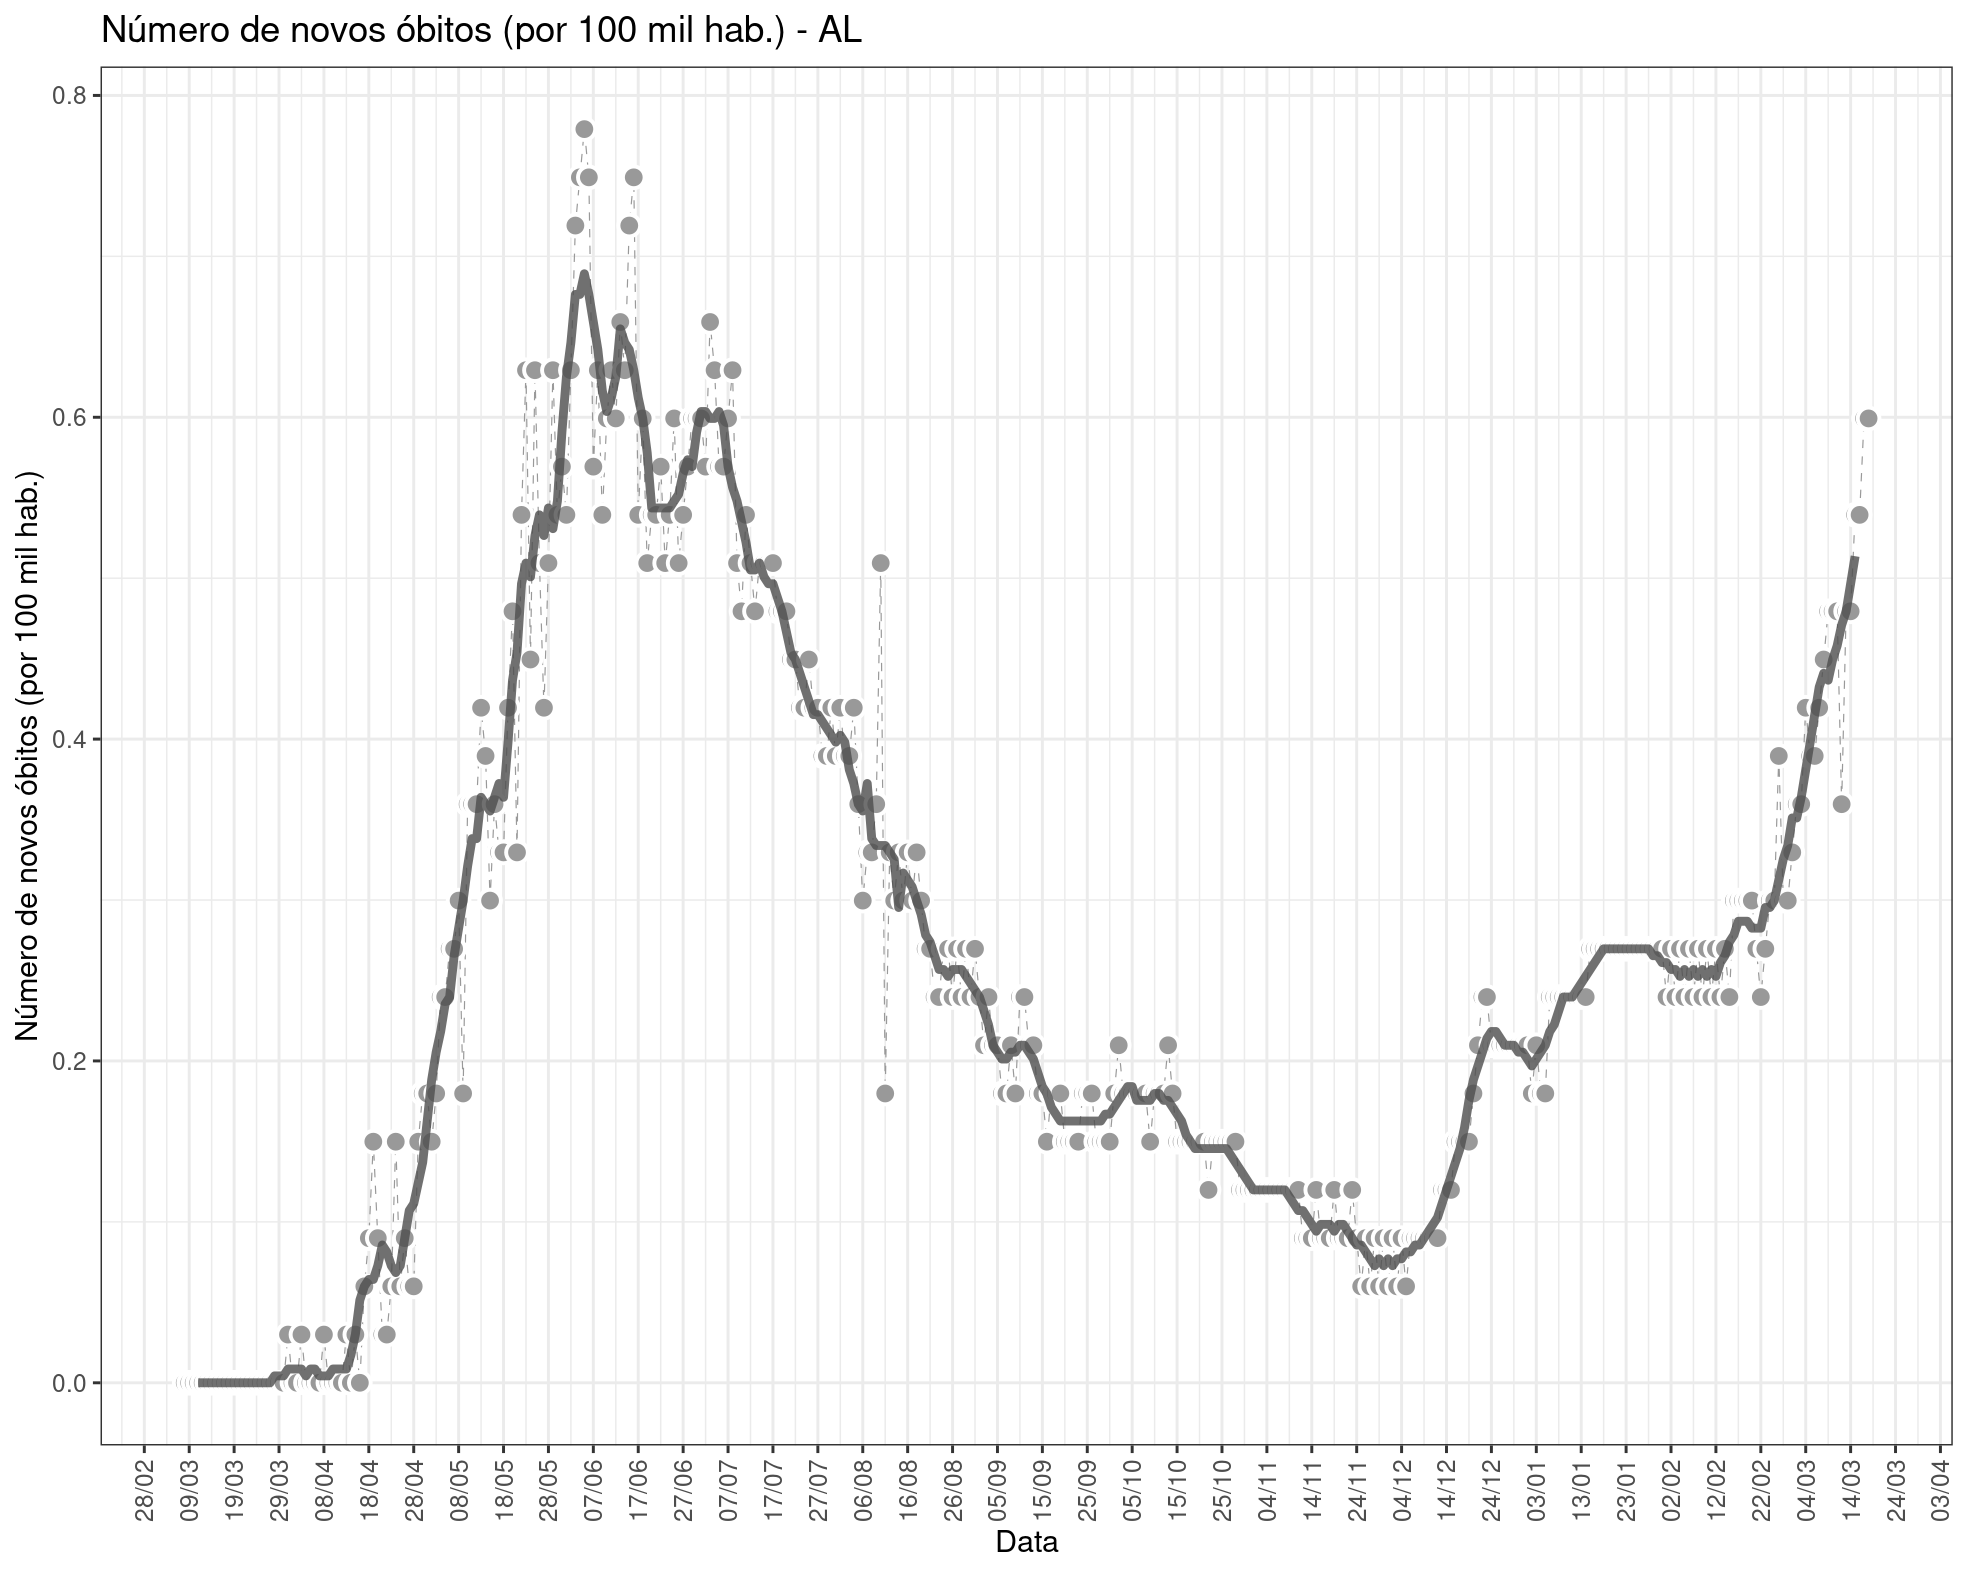 Número de novos óbitos (por 100 mil hab.) - AL
Número de novos óbitos (por 100 mil hab.)
0.8
0.6
0.4
0.2
0.0
28/02 09/03 19/03 29/03 08/04 18/04 28/04 08/05 18/05 28/05 07/06 17/06 27/06 07/07 17/07 27/07 06/08 16/08 26/08 05/09 15/09 25/09 05/10 15/10 25/10 04/11 14/11 24/11 04/12 14/12 24/12 03/01 13/01 23/01 02/02 12/02 22/02 04/03 14/03 24/03 03/04
Data